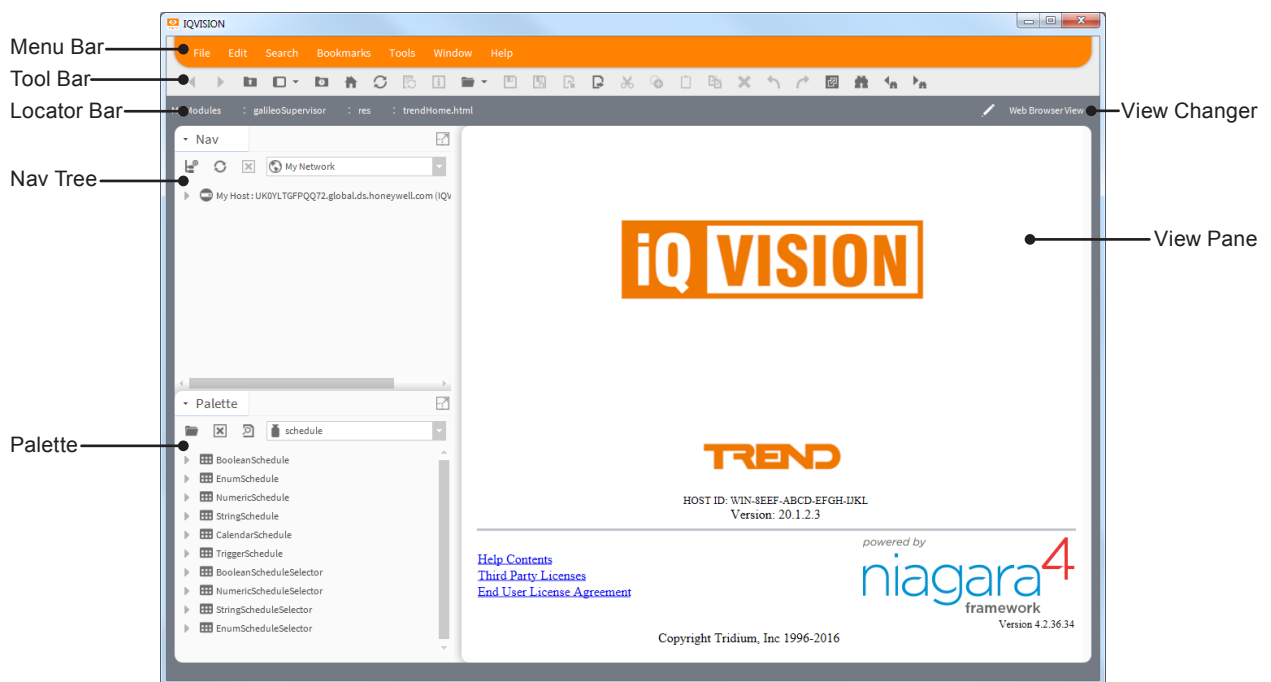 IQVISION
Menu Bar
File Edit Search Bookmarks Tools Window Help
Tool Bar
Locator Bar
Modules : galileoSupervisor : res : trendHome.html
Web Browser View
View Changer
Nav
My Network
Nav Tree
My Host : UK0YLTGFPQQ72.global.ds.honeywell.com (IQV
iQ VISION
View Pane
Palette
schedule
Palette
BooleanSchedule
EnumSchedule
NumericSchedule
StringSchedule
CalendarSchedule
TriggerSchedule
BooleanScheduleSelector
NumericScheduleSelector
StringScheduleSelector
EnumScheduleSelector
TREND
HOST ID: WIN-8EEF-ABCD-EFGH-IJKL
Version: 20.1.2.3
Help Contents
Third Party Licenses
End User License Agreement
powered by
niagara4
framework
Version 4.2.36.34
Copyright Tridium, Inc 1996-2016